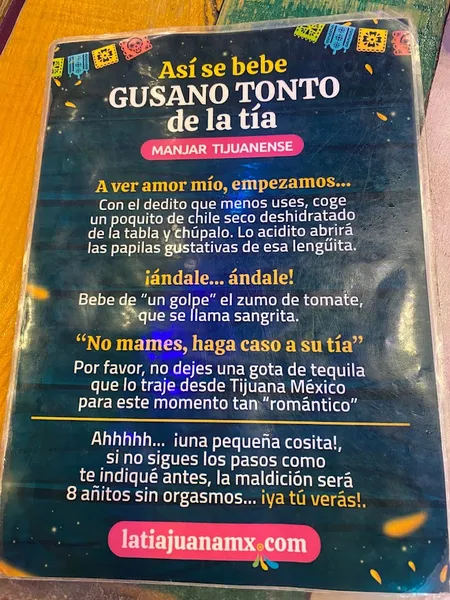 Así se bebe
GUSANO TONTO
de la tía
MANJAR TIJUANENSE
A ver amor mío, empezamos...
Con el dedito que menos uses, coge
un poquito de chile seco deshidratado
de la tabla y chúpalo. Lo acidito abrirá
las papilas gustativas de esa lengüita.
¡ándale... ándale!
Bebe de "un golpe" el zumo de tomate,
que se llama sangrita.
"No mames, haga caso a su tía"
Por favor, no dejes una gota de tequila
que lo traje desde Tijuana México
para este momento tan "romántico"
Ahhhhh... ¡una pequeña cosita!,
si no sigues los pasos como
te indiqué antes, la maldición será
8 añitos sin orgasmos... ¡ya tú verás!.
latiajuanamx.com